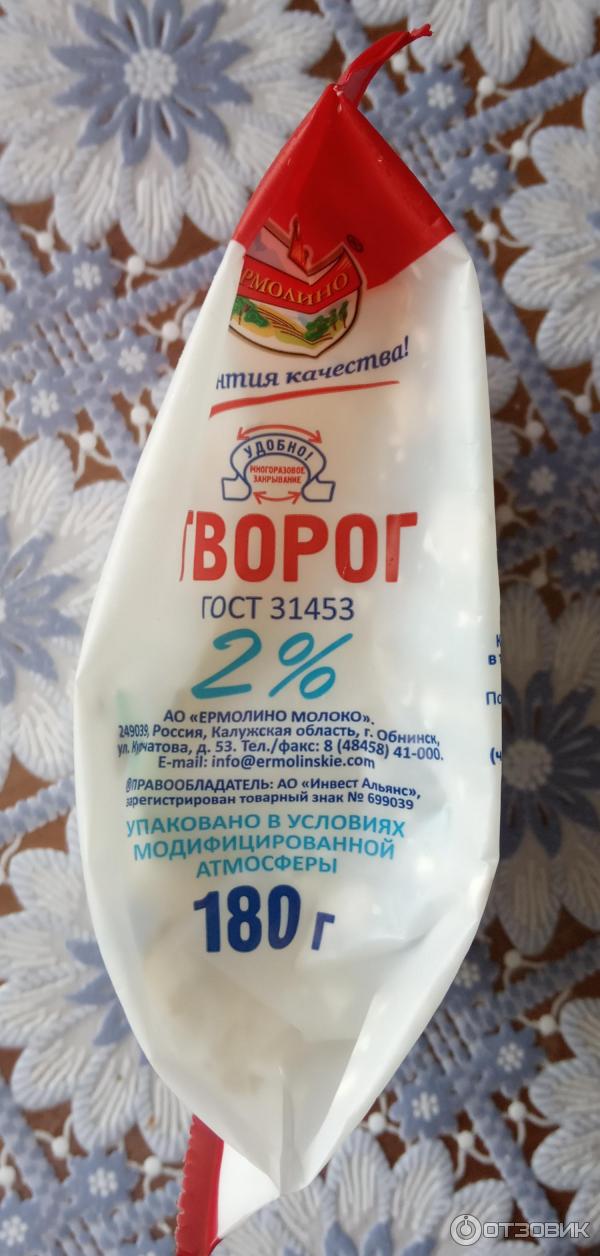 РМОЛИНО
®
нтия качества!
УДОБНО!
МНОГОРАЗОВОЕ
ЗАКРЫВАНИЕ
ТВОРОГ
ГОСТ 31453
2%
АО «ЕРМОЛИНО МОЛОКО».
249039, Россия, Калужская область, г. Обнинск,
ул. Курчатова, д. 53. Тел./факс: 8 (48458) 41-000.
E-mail: info@ermolinskie.com
ПРАВООБЛАДАТЕЛЬ: АО «Инвест Альянс»,
зарегистрирован товарный знак № 699039
УПАКОВАНО В УСЛОВИЯХ
МОДИФИЦИРОВАННОЙ
АТМОСФЕРЫ
180 г
ОТЗОВИК